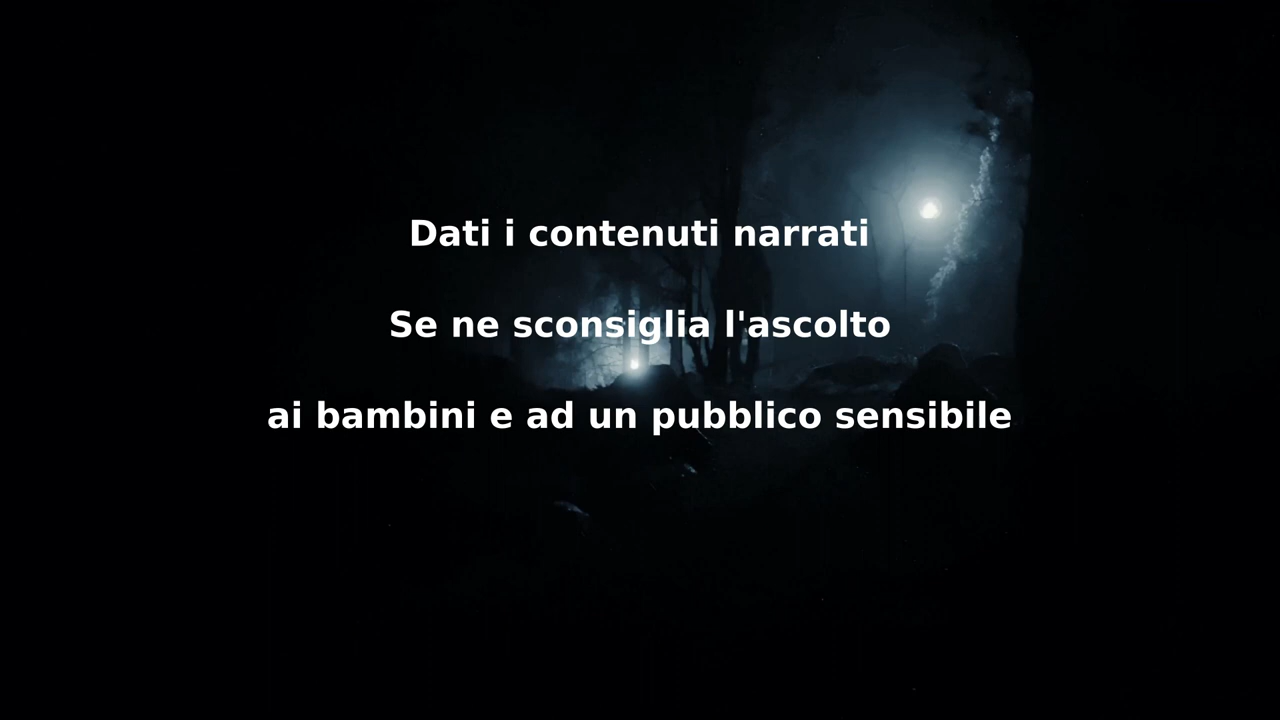 Dati i contenuti narrati
Se ne sconsiglia l'ascolto
ai bambini e ad un pubblico sensibile